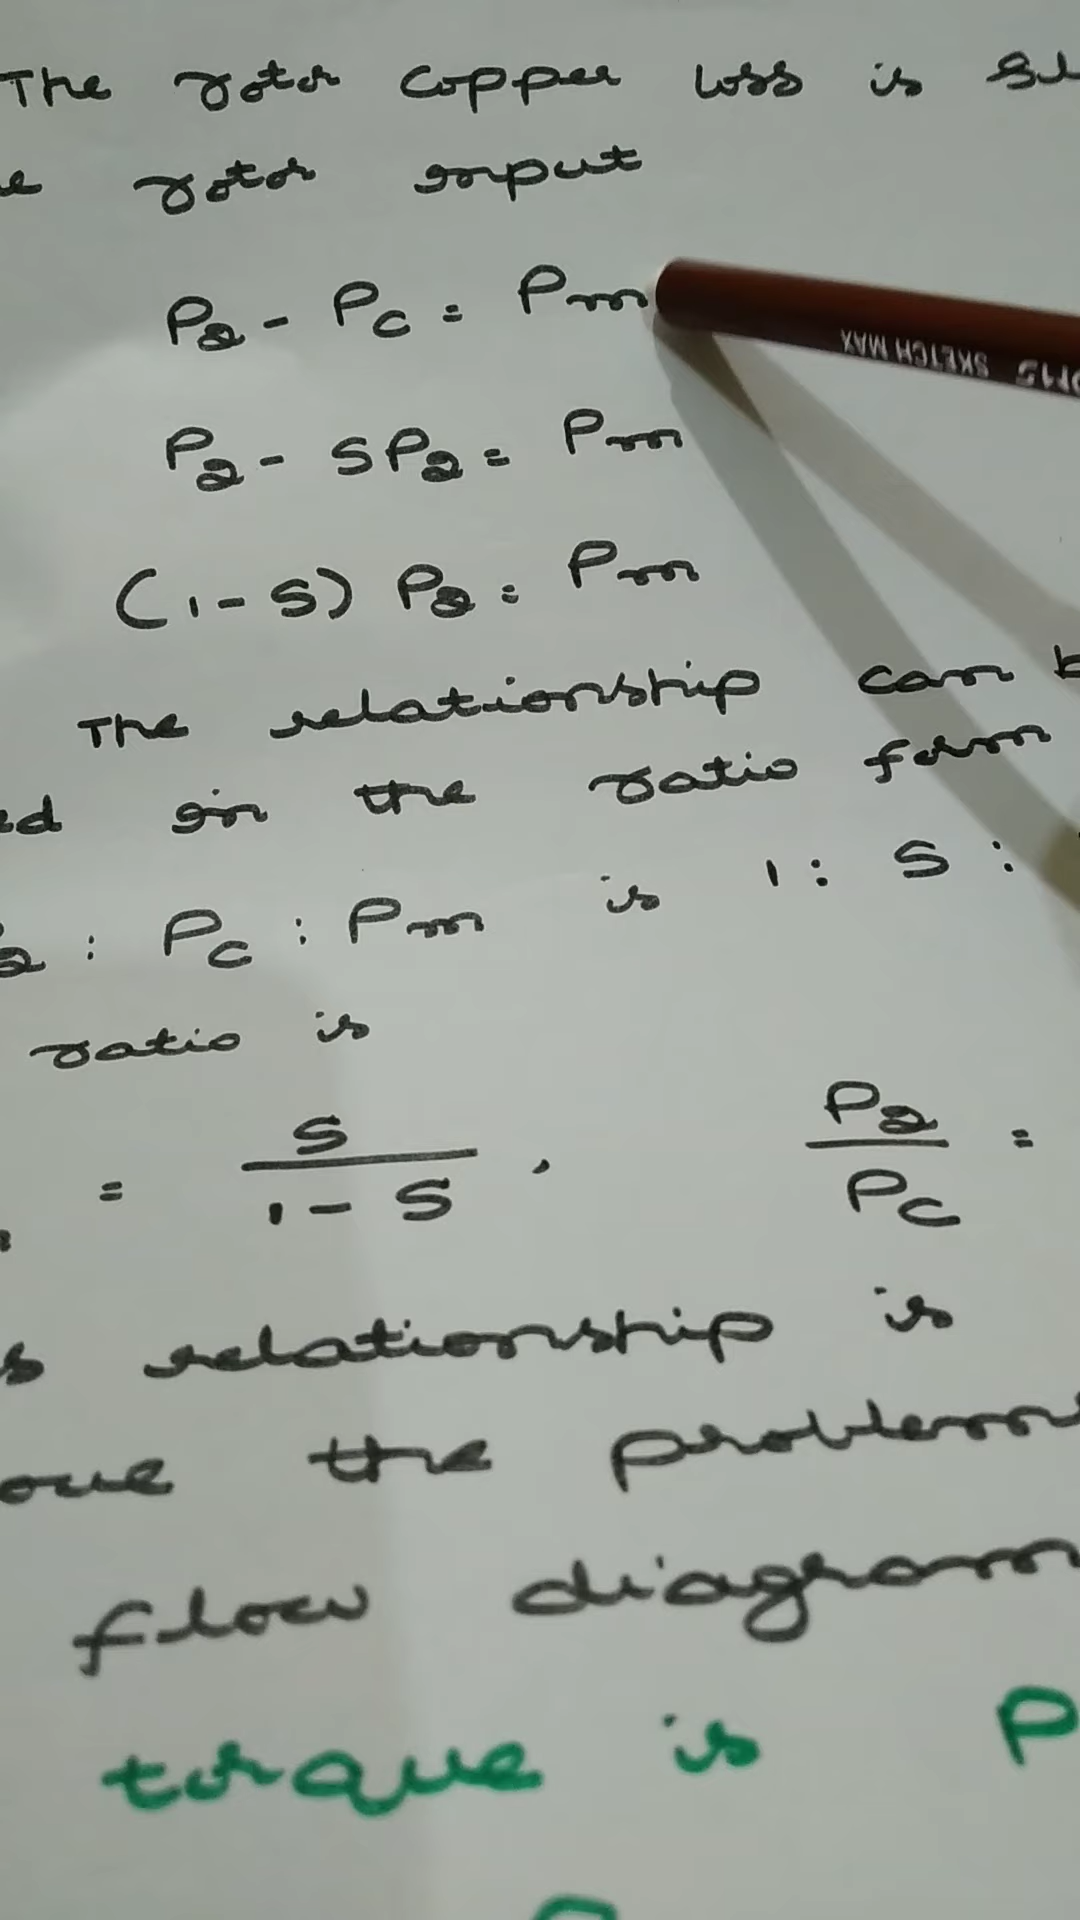 The rotor copper loss is
rotor input
P2 - Pc = Pm
P2 - SP2 = Pm
(1-S) P2 = Pm
The relationship can
in the ratio form
: Pc : Pm is 1 : S :
ratio is
= S / 1-S , P2 / Pc =
relationship is
the problem
flow diagram
torque is P
SKETCH MAX